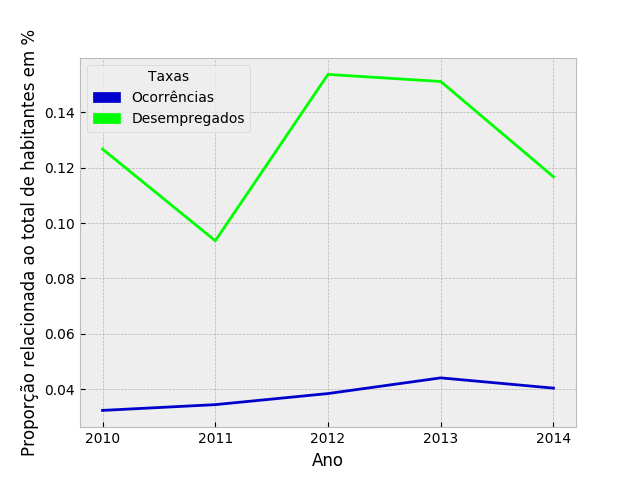 Proporção relacionada ao total de habitantes em %
Taxas
Ocorrências
Desempregados
0.14
0.12
0.10
0.08
0.06
0.04
2010 2011 2012 2013 2014
Ano